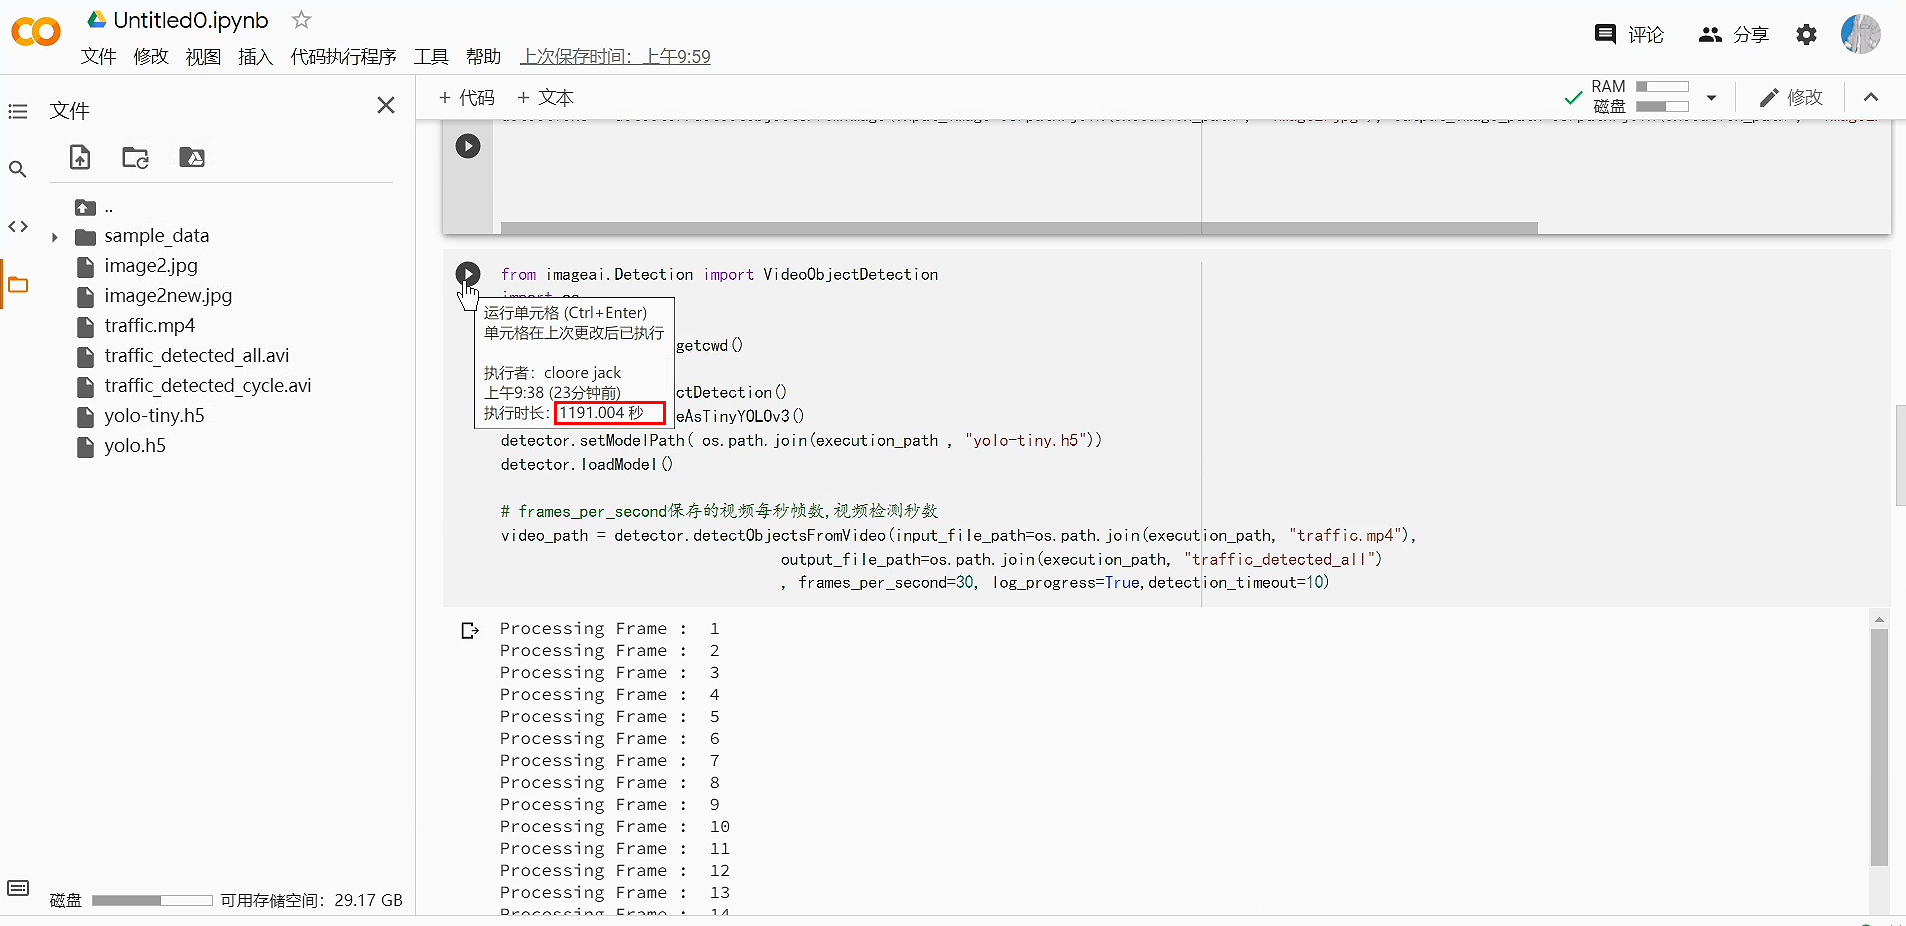 Untitled0.ipynb
文件 修改 视图 插入 代码执行程序 工具 帮助 上次保存时间：上午9:59
评论 分享
文件
+ 代码 + 文本
RAM
磁盘
修改
..
sample_data
image2.jpg
image2new.jpg
traffic.mp4
traffic_detected_all.avi
traffic_detected_cycle.avi
yolo-tiny.h5
yolo.h5
磁盘 可用存储空间：29.17 GB
from imageai.Detection import VideoObjectDetection
运行单元格 (Ctrl+Enter)
单元格在上次更改后已执行
执行者：cloore jack
上午9:38 (23分钟前)
执行时长：1191.004 秒
getcwd()
ctDetection()
eAsTinyYOLOv3()
detector.setModelPath( os.path.join(execution_path , "yolo-tiny.h5"))
detector.loadModel()
# frames_per_second保存的视频每秒帧数,视频检测秒数
video_path = detector.detectObjectsFromVideo(input_file_path=os.path.join(execution_path, "traffic.mp4"),
output_file_path=os.path.join(execution_path, "traffic_detected_all")
, frames_per_second=30, log_progress=True,detection_timeout=10)
Processing Frame : 1
Processing Frame : 2
Processing Frame : 3
Processing Frame : 4
Processing Frame : 5
Processing Frame : 6
Processing Frame : 7
Processing Frame : 8
Processing Frame : 9
Processing Frame : 10
Processing Frame : 11
Processing Frame : 12
Processing Frame : 13
Processing Frame : 14